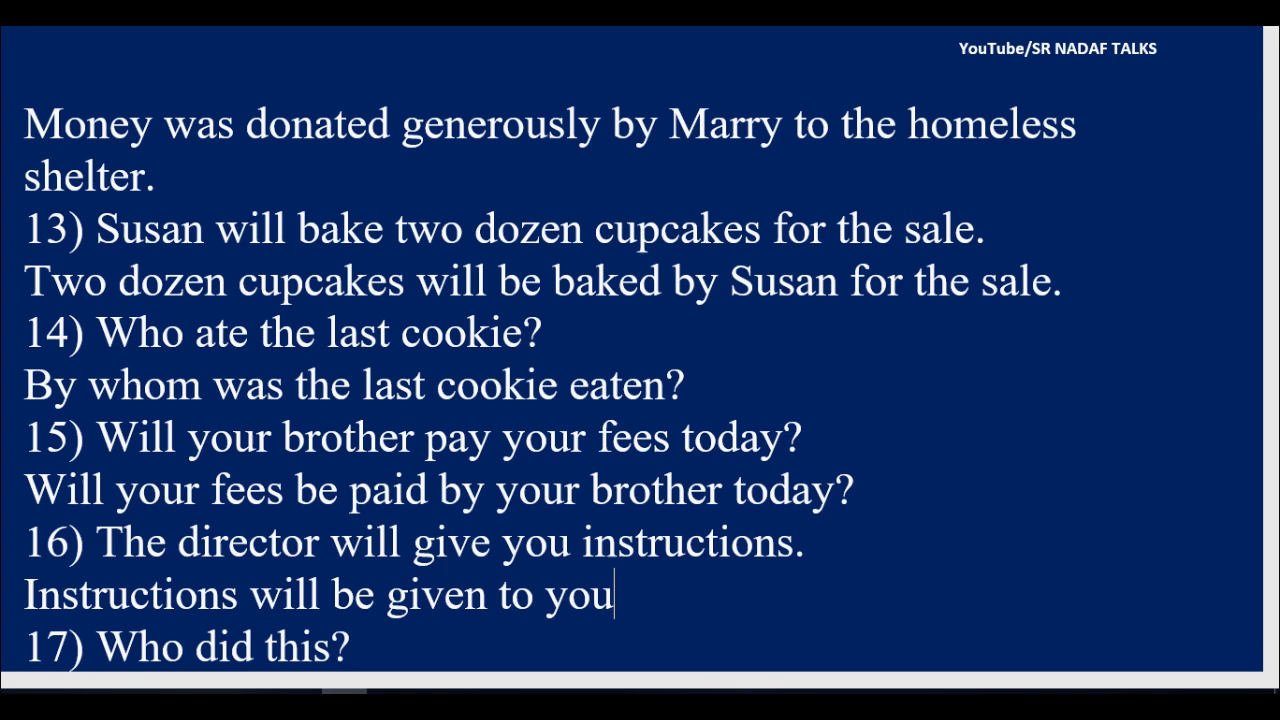 YouTube/SR NADAF TALKS
Money was donated generously by Marry to the homeless
shelter.
13) Susan will bake two dozen cupcakes for the sale.
Two dozen cupcakes will be baked by Susan for the sale.
14) Who ate the last cookie?
By whom was the last cookie eaten?
15) Will your brother pay your fees today?
Will your fees be paid by your brother today?
16) The director will give you instructions.
Instructions will be given to you
17) Who did this?